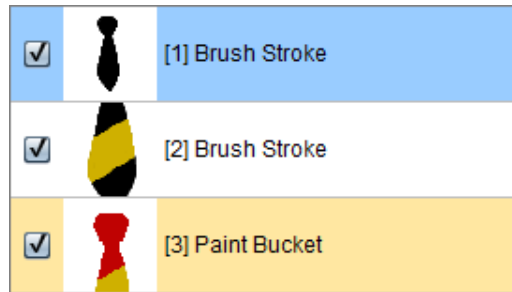 [1] Brush Stroke
[2] Brush Stroke
[3] Paint Bucket